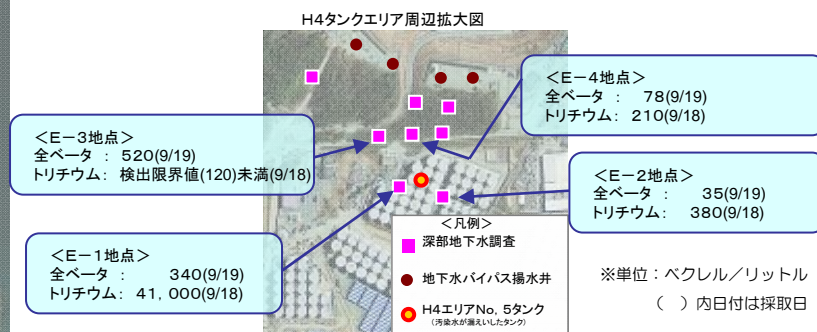 H4タンクエリア周辺拡大図
<E-4地点>
全ベータ : 78(9/19)
トリチウム: 210(9/18)
<E-3地点>
全ベータ : 520(9/19)
トリチウム: 検出限界値(120)未満(9/18)
<E-2地点>
全ベータ : 35(9/19)
トリチウム: 380(9/18)
<E-1地点>
全ベータ : 340(9/19)
トリチウム: 41,000(9/18)
<凡例>
深部地下水調査
地下水バイパス揚水井
H4エリアNo,5タンク
(汚染水が漏えいしたタンク)
※単位:ベクレル/リットル
( )内日付は採取日